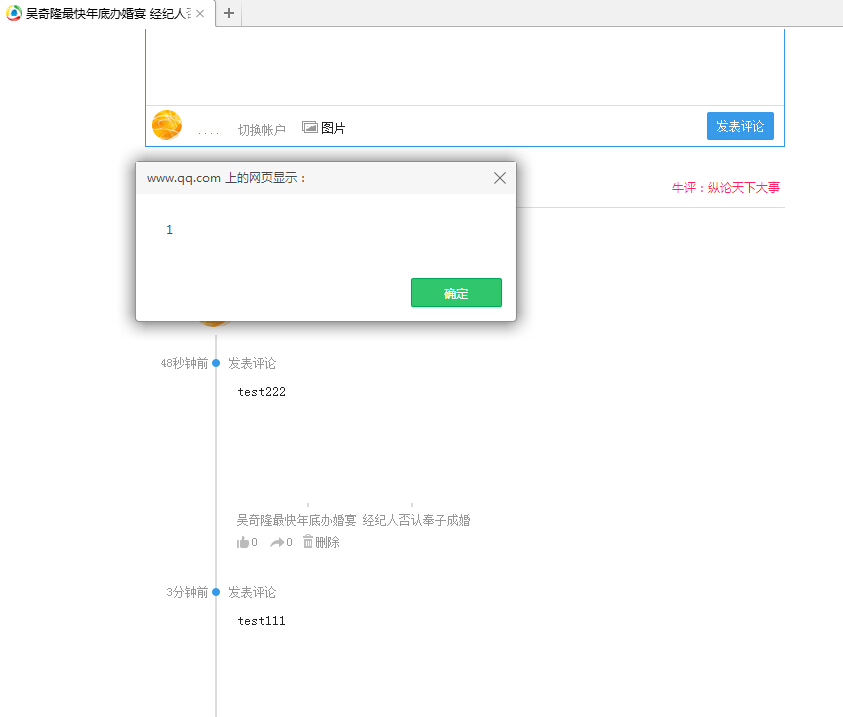 吴奇隆最快年底办婚宴 经纪人否
.... 切换帐户 图片 发表评论
www.qq.com 上的网页显示：
牛评：纵论天下大事
1
确定
48秒钟前 发表评论
test222
吴奇隆最快年底办婚宴 经纪人否认奉子成婚
0 0 删除
3分钟前 发表评论
test111